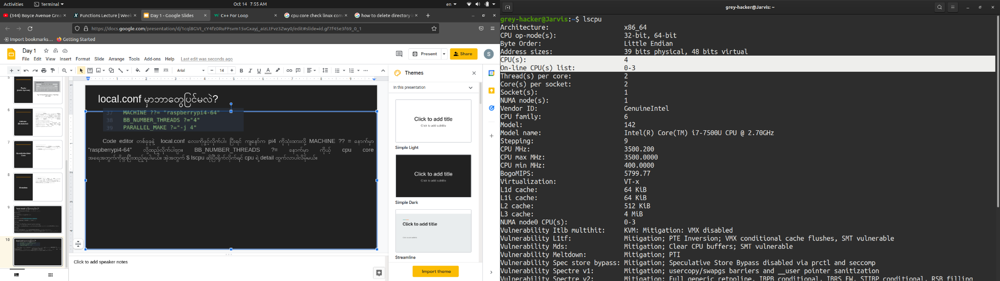 Activities
Terminal
Oct 14 7:55 AM
en
(344) Boyce Avenue Grea
Functions Lecture | Week
Day 1 - Google Slides
C++ For Loop
cpu core check linux com
how to delete directory i
https://docs.google.com/presentation/d/1cql8GVt_cY4fz0RuFFsvm15vGxayj_aIzLtFvz3Zwy0/edit#slide=id.gf7f45e3f69_0_1
Import bookmarks...
Getting Started
Day 1
File Edit View Insert Format Slide Arrange Tools Add-ons Help Last edit was seconds ago
Present
Share
S
Arial
14
Themes
In this presentation
Click to add title
Click to add subtitle
Simple Light
Click to add title
Click to add subtitle
Simple Dark
Click to add title
Streamline
Import theme
6
7
8
9
10
local.conf မှာဘာတွေပြင်မလဲ?
37 MACHINE ??= "raspberrypi4-64"
38 BB_NUMBER_THREADS ?="4"
39 PARALLEL_MAKE ?="-j 4"
Code editor တစ်ခုခုနဲ့ local.conf လေးကိုဖွင့်လိုက်ပါ။ ပြီးရင် ကျနော်က pi4 ကိုသုံးထားလို့ MACHINE ?? = နောက်မှာ
"raspberrypi4-64" လို့ထည့်လိုက်ပါဗျာ။ BB_NUMBER_THREADS ?= နောက်မှာ ကိုယ့် cpu core
အရေအတွက်ကိုရှာပြီးထည့်ရပါမယ်။ အဲ့အတွက် $ lscpu ဆိုပြီးရိုက်လိုက်ရင် cpu ရဲ့ detail ထွက်လာပါလိမ့်မယ်။
Click to add speaker notes
grey-hacker@Jarvis: ~
grey-hacker@Jarvis:~$ lscpu
Architecture: x86_64
CPU op-mode(s): 32-bit, 64-bit
Byte Order: Little Endian
Address sizes: 39 bits physical, 48 bits virtual
CPU(s): 4
On-line CPU(s) list: 0-3
Thread(s) per core: 2
Core(s) per socket: 2
Socket(s): 1
NUMA node(s): 1
Vendor ID: GenuineIntel
CPU family: 6
Model: 142
Model name: Intel(R) Core(TM) i7-7500U CPU @ 2.70GHz
Stepping: 9
CPU MHz: 3500.200
CPU max MHz: 3500.0000
CPU min MHz: 400.0000
BogoMIPS: 5799.77
Virtualization: VT-x
L1d cache: 64 KiB
L1i cache: 64 KiB
L2 cache: 512 KiB
L3 cache: 4 MiB
NUMA node0 CPU(s): 0-3
Vulnerability Itlb multihit: KVM: Mitigation: VMX disabled
Vulnerability L1tf: Mitigation; PTE Inversion; VMX conditional cache flushes, SMT vulnerable
Vulnerability Mds: Mitigation; Clear CPU buffers; SMT vulnerable
Vulnerability Meltdown: Mitigation; PTI
Vulnerability Spec store bypass: Mitigation; Speculative Store Bypass disabled via prctl and seccomp
Vulnerability Spectre v1: Mitigation; usercopy/swapgs barriers and __user pointer sanitization
Vulnerability Spectre v2: Mitigation; Full generic retpoline, IBPB conditional, IBRS_FW, STIBP conditional, RSB filling